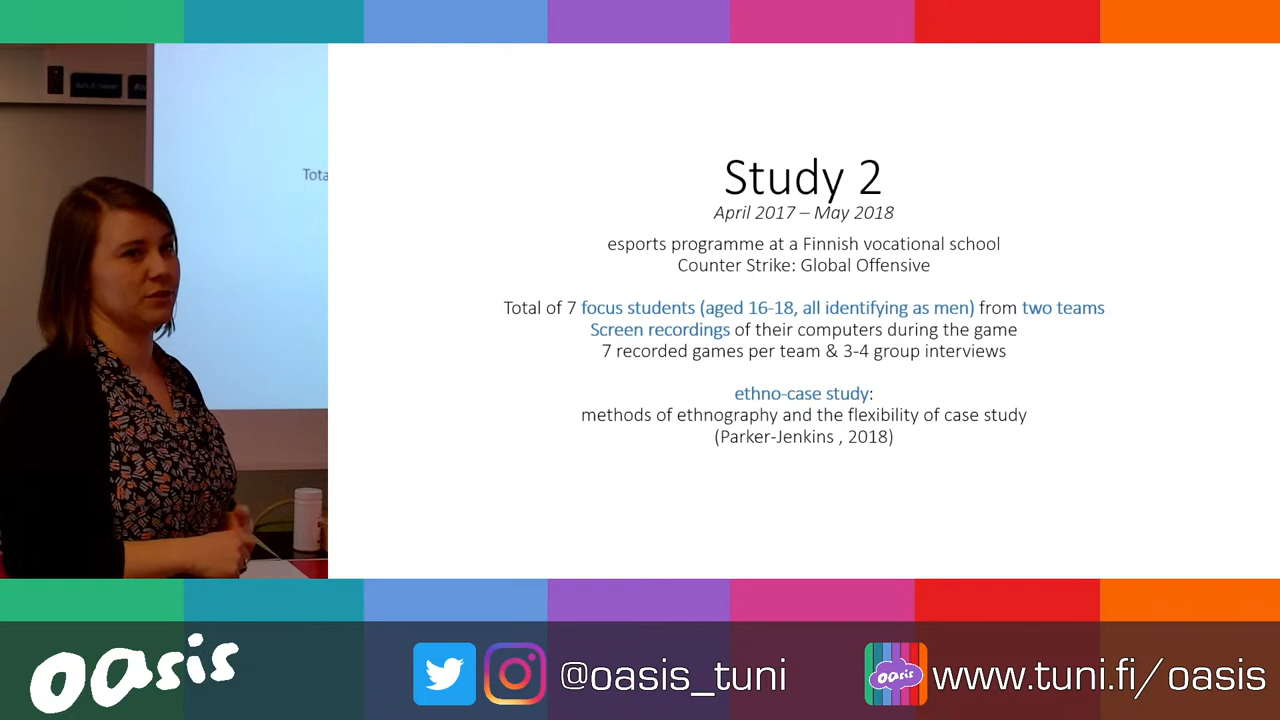 Tota
Study 2
April 2017 – May 2018
esports programme at a Finnish vocational school
Counter Strike: Global Offensive
Total of 7 focus students (aged 16-18, all identifying as men) from two teams
Screen recordings of their computers during the game
7 recorded games per team & 3-4 group interviews
ethno-case study:
methods of ethnography and the flexibility of case study
(Parker-Jenkins , 2018)
oasis
@oasis_tuni
oasis
www.tuni.fi/oasis